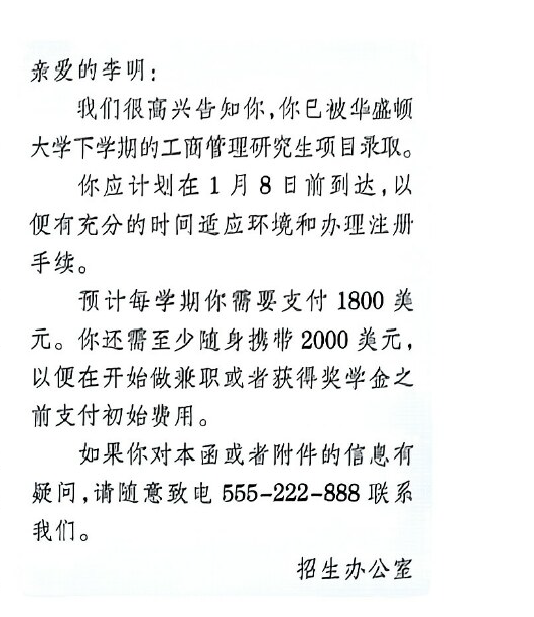 亲爱的李明：
我们很高兴告知你，你已被华盛顿
大学下学期的工商管理研究生项目录取。
你应计划在 1 月 8 日前到达，以
便有充分的时间适应环境和办理注册
手续。
预计每学期你需要支付 1800 美
元。你还需至少随身携带 2000 美元，
以便在开始做兼职或者获得奖学金之
前支付初始费用。
如果你对本函或者附件的信息有
疑问，请随意致电 555-222-888 联系
我们。
招生办公室